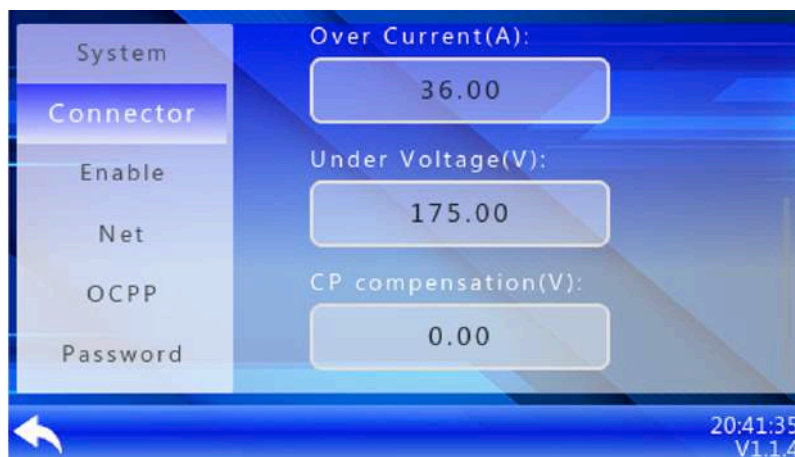 System
Connector
Enable
Net
OCPP
Password
Over Current(A):
36.00
Under Voltage(V):
175.00
CP compensation(V):
0.00
20:41:35
V1.1.4